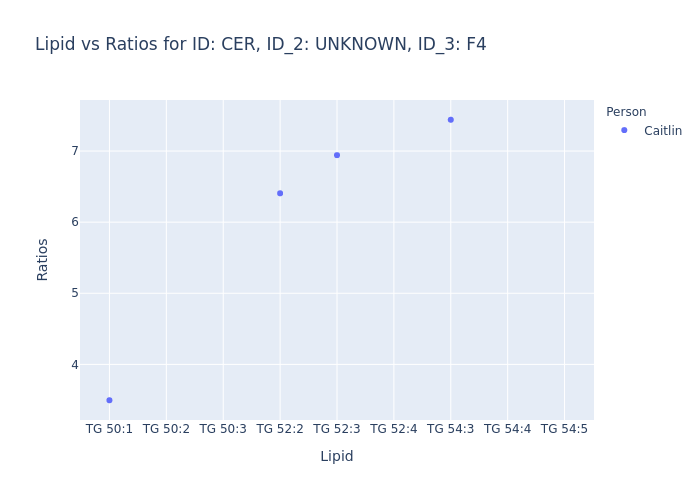 Lipid vs Ratios for ID: CER, ID_2: UNKNOWN, ID_3: F4
Person
Caitlin
7
6
5
4
Ratios
TG 50:1 TG 50:2 TG 50:3 TG 52:2 TG 52:3 TG 52:4 TG 54:3 TG 54:4 TG 54:5
Lipid